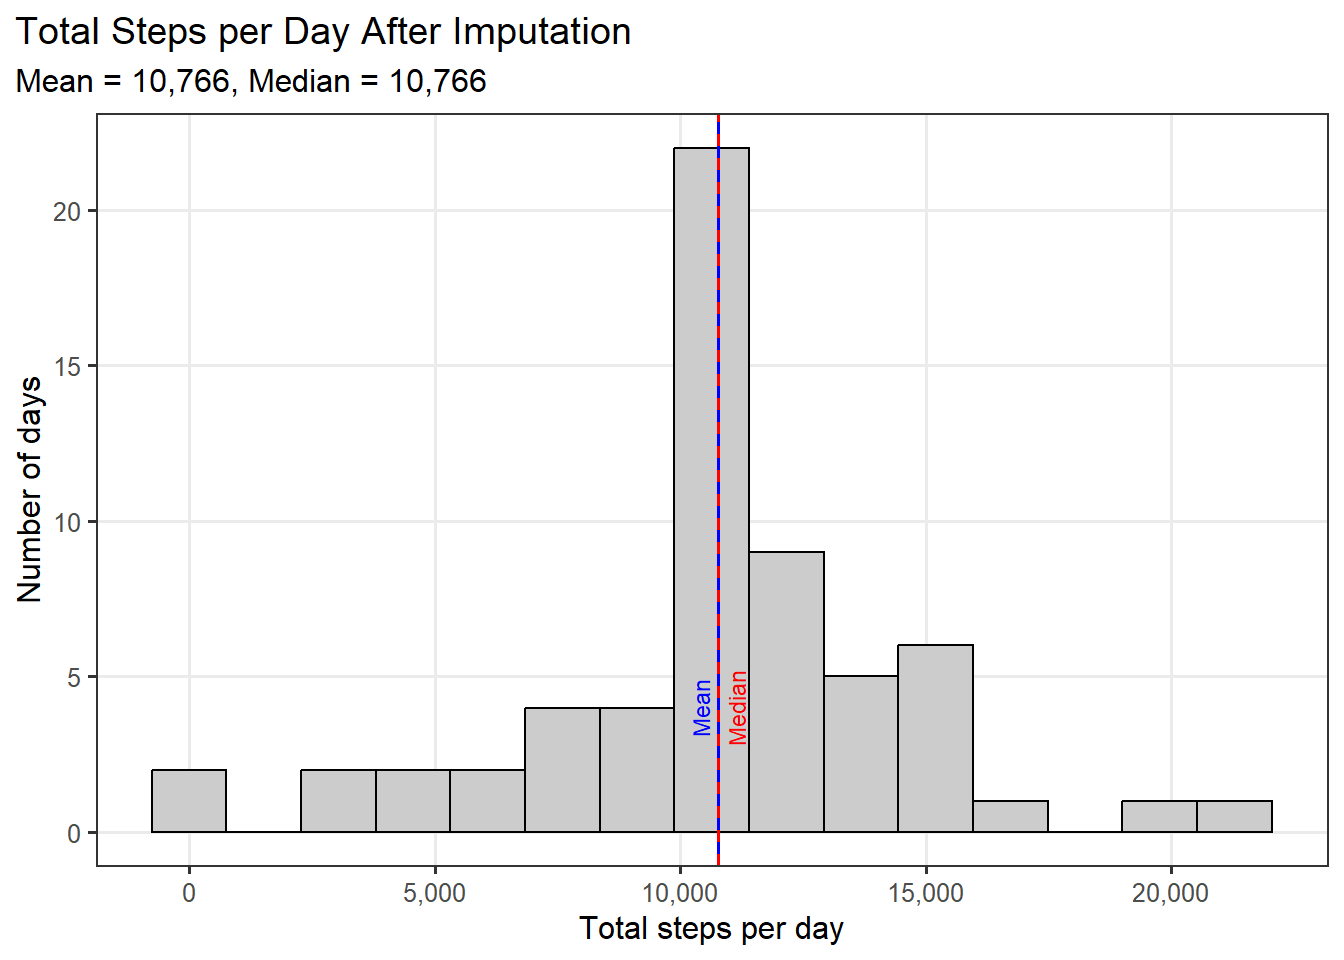 Total Steps per Day After Imputation
Mean = 10,766, Median = 10,766
Number of days
20
15
10
5
0
Mean
Median
0
5,000
10,000
15,000
20,000
Total steps per day